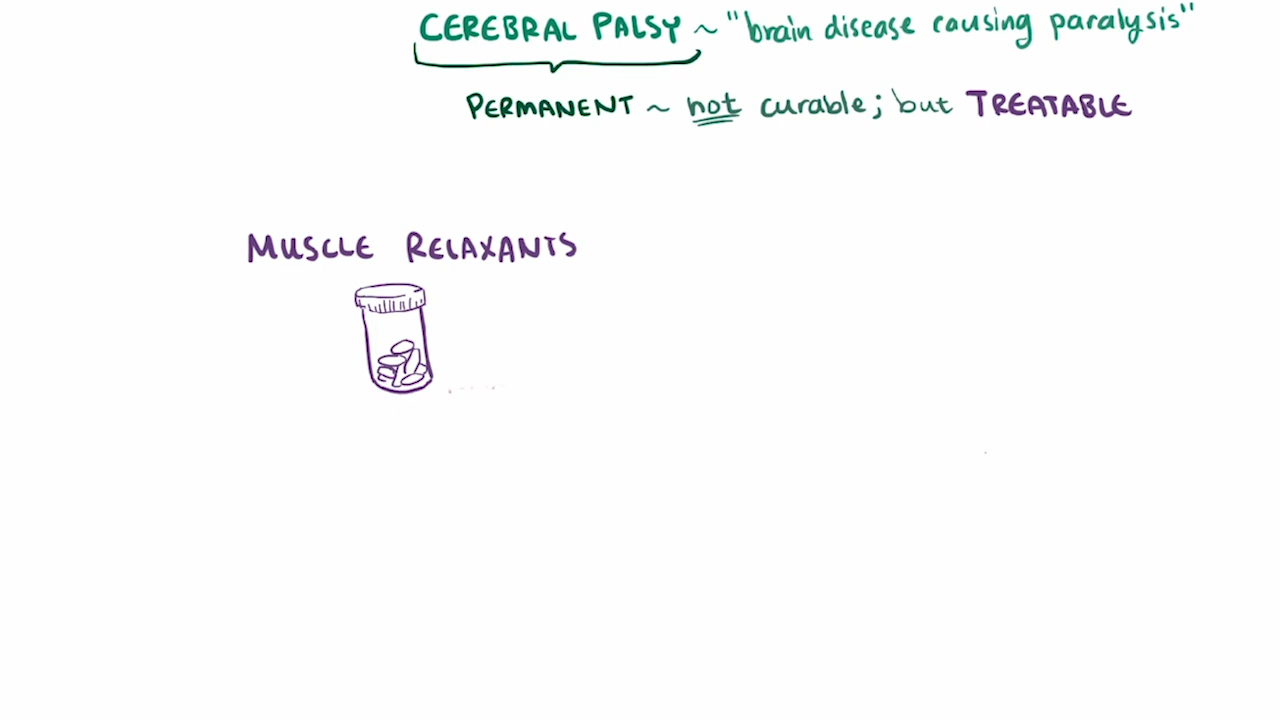 CEREBRAL PALSY ~ "brain disease causing paralysis"
PERMANENT ~ not curable; but TREATABLE
MUSCLE RELAXANTS